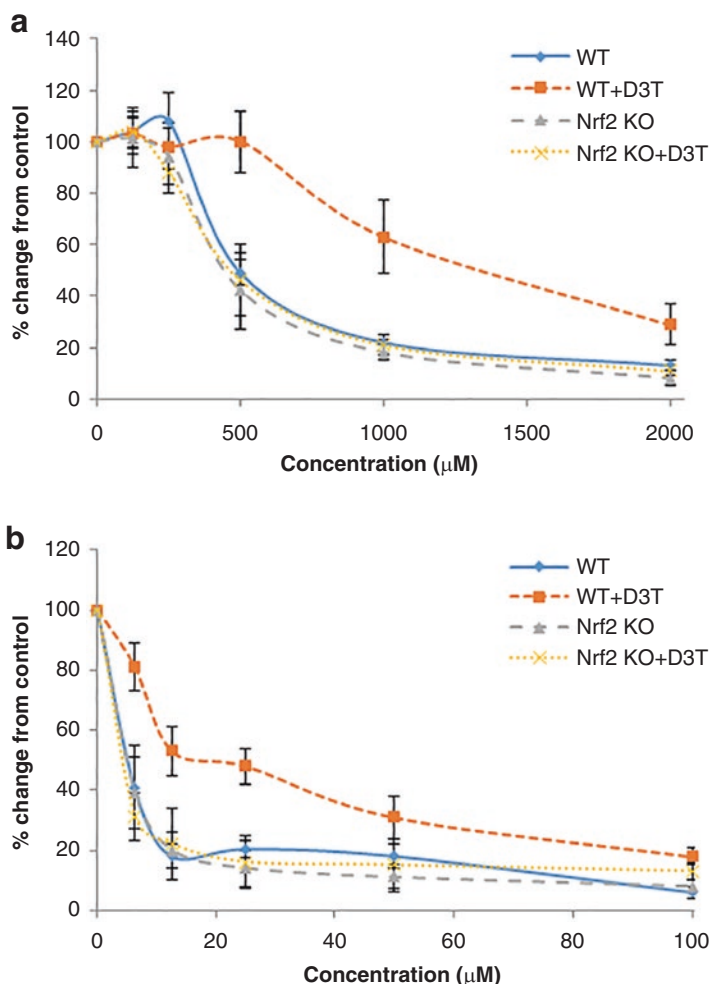 a
140
120
100
80
60
40
20
0
% change from control
WT
WT+D3T
Nrf2 KO
Nrf2 KO+D3T
0 500 1000 1500 2000
Concentration (μM)
b
120
100
80
60
40
20
0
% change from control
WT
WT+D3T
Nrf2 KO
Nrf2 KO+D3T
0 20 40 60 80 100
Concentration (μM)